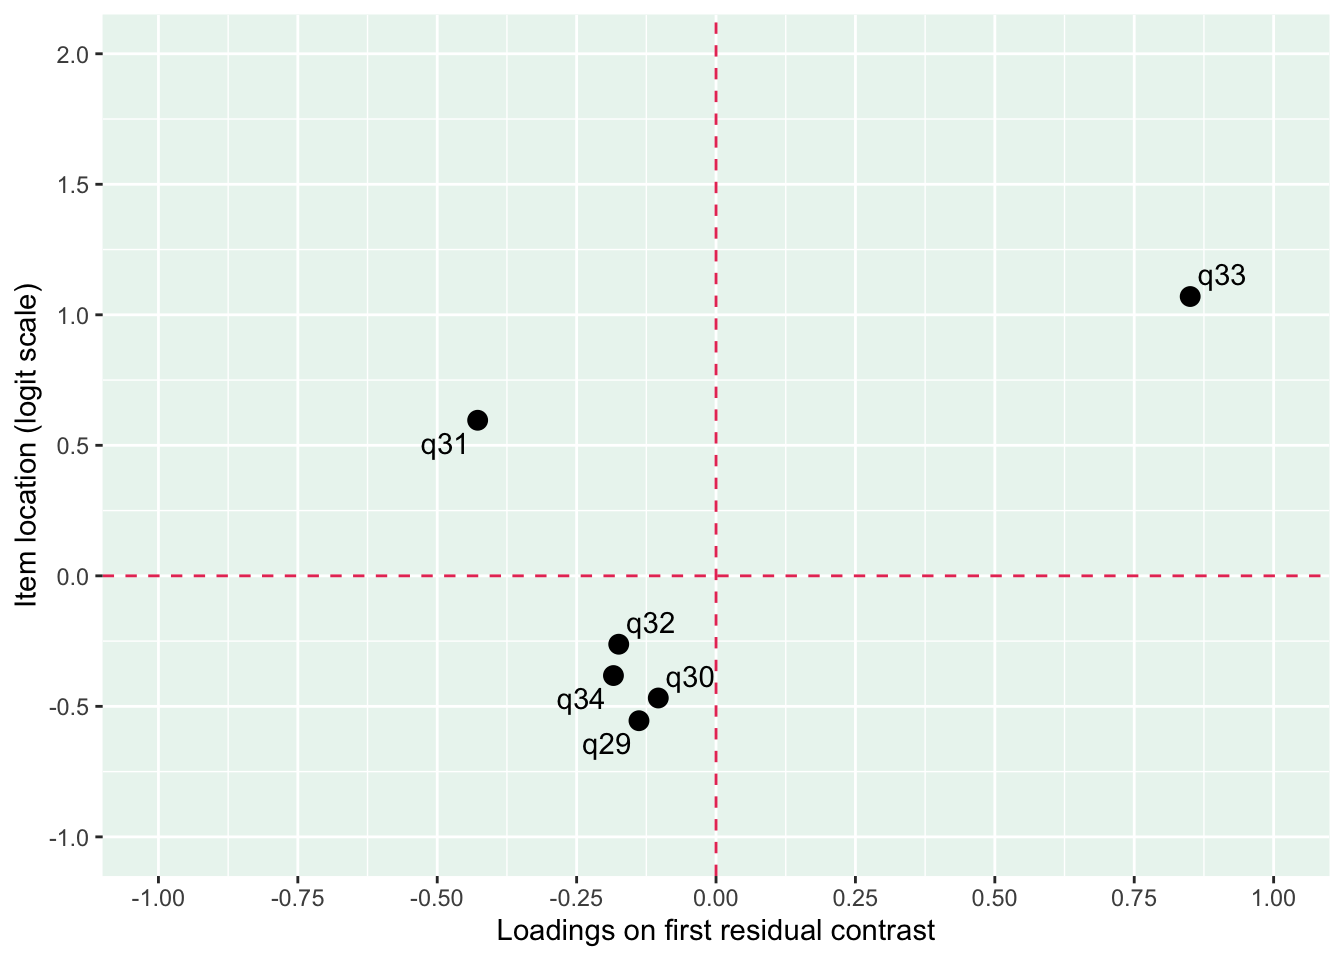 2.0
1.5
1.0
0.5
0.0
-0.5
-1.0
Item location (logit scale)
q33
q31
q32
q30
q34
q29
-1.00 -0.75 -0.50 -0.25 0.00 0.25 0.50 0.75 1.00
Loadings on first residual contrast